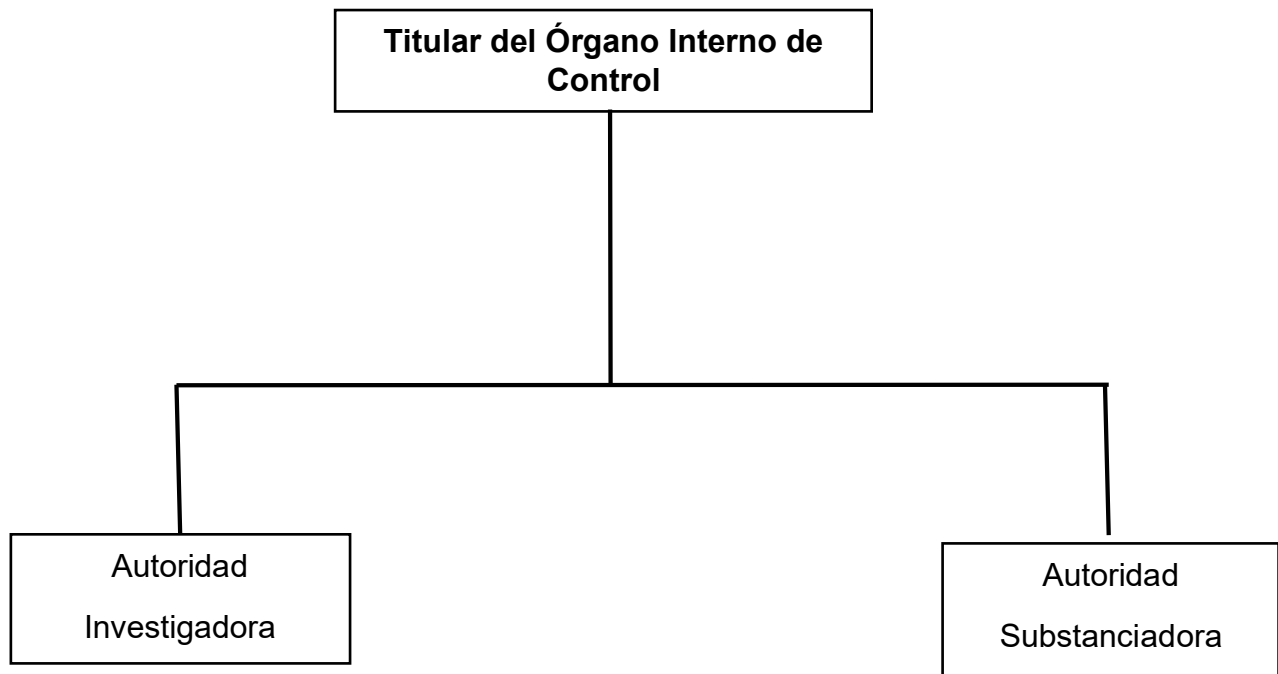 Titular del Órgano Interno de
Control
Autoridad
Investigadora
Autoridad
Substanciadora